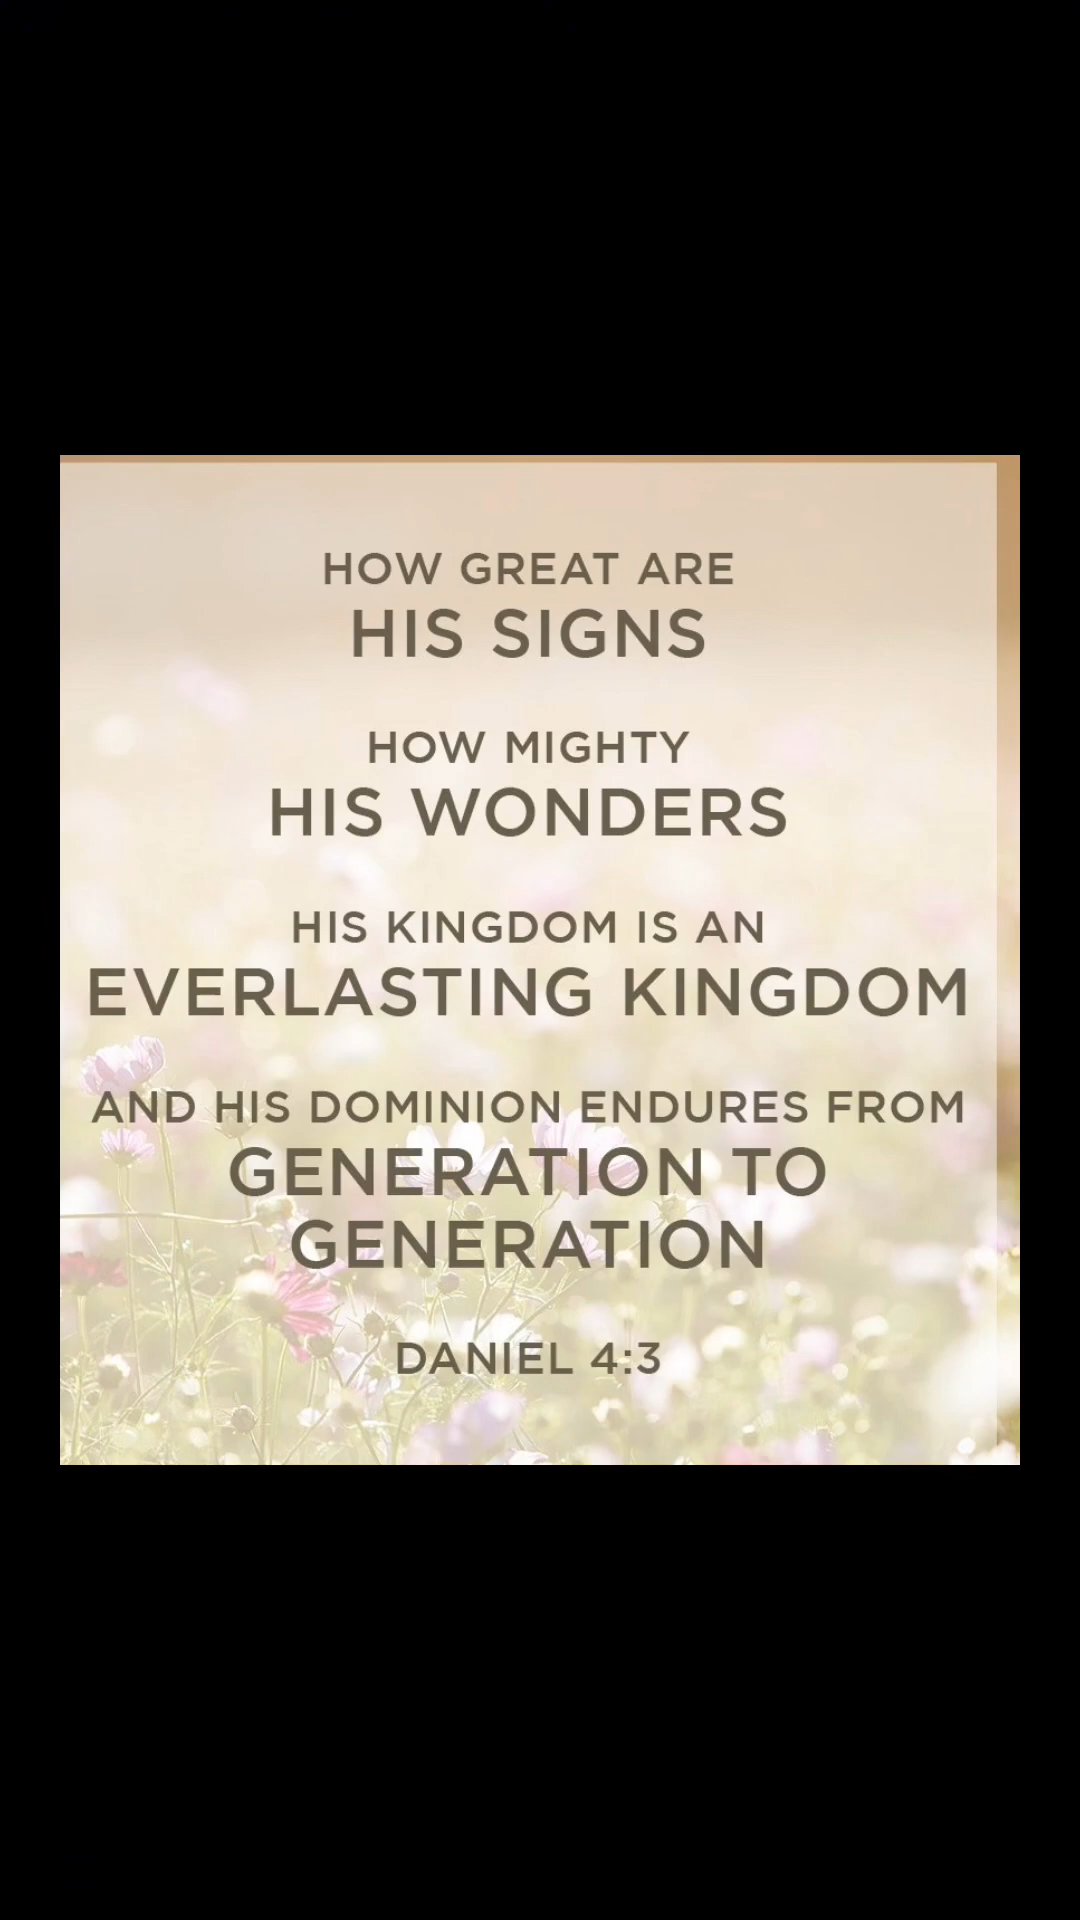 HOW GREAT ARE
HIS SIGNS
HOW MIGHTY
HIS WONDERS
HIS KINGDOM IS AN
EVERLASTING KINGDOM
AND HIS DOMINION ENDURES FROM
GENERATION TO
GENERATION
DANIEL 4:3